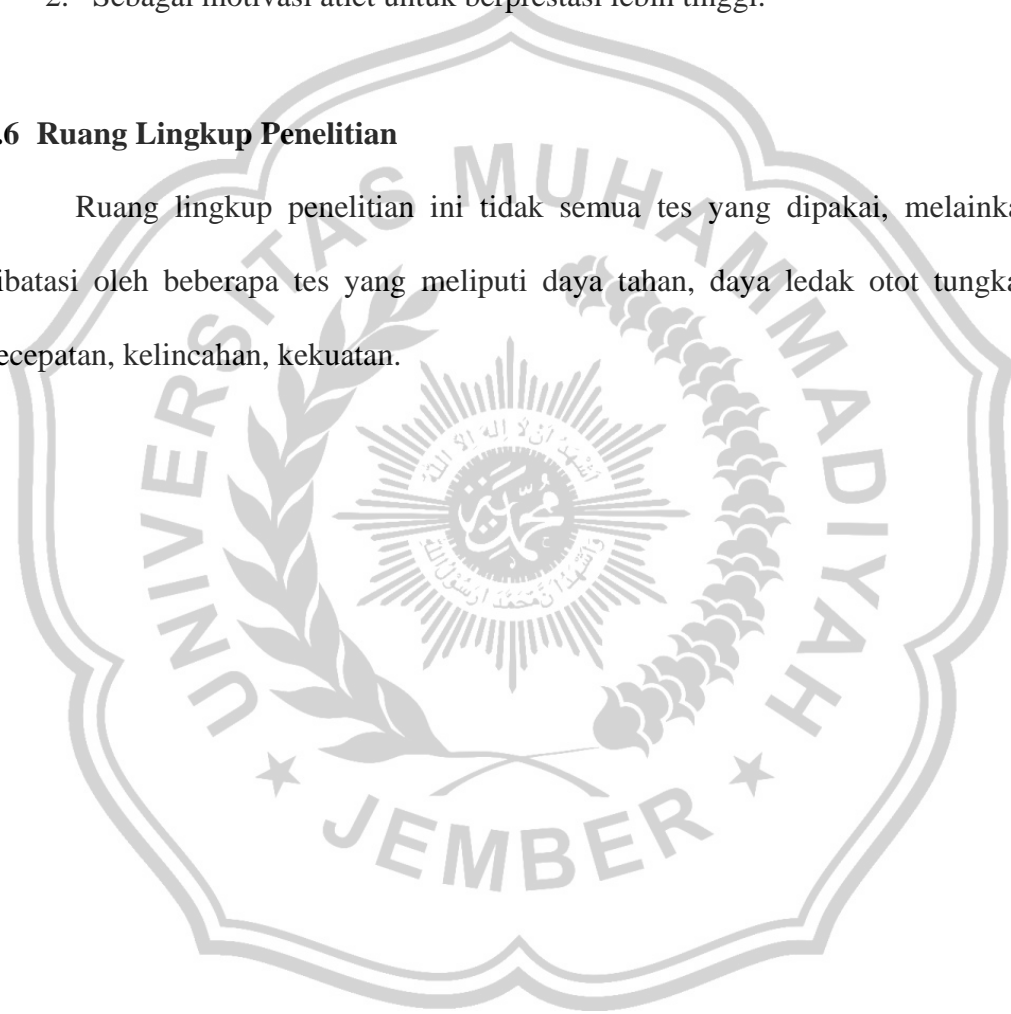 2. Sebagai motivasi atlet untuk berprestasi lebih tinggi.
.6 Ruang Lingkup Penelitian
Ruang lingkup penelitian ini tidak semua tes yang dipakai, melainka
ibatasi oleh beberapa tes yang meliputi daya tahan, daya ledak otot tungka
ecepatan, kelincahan, kekuatan.
UNIVERSITAS MUHAMMADIYAH
JEMBER